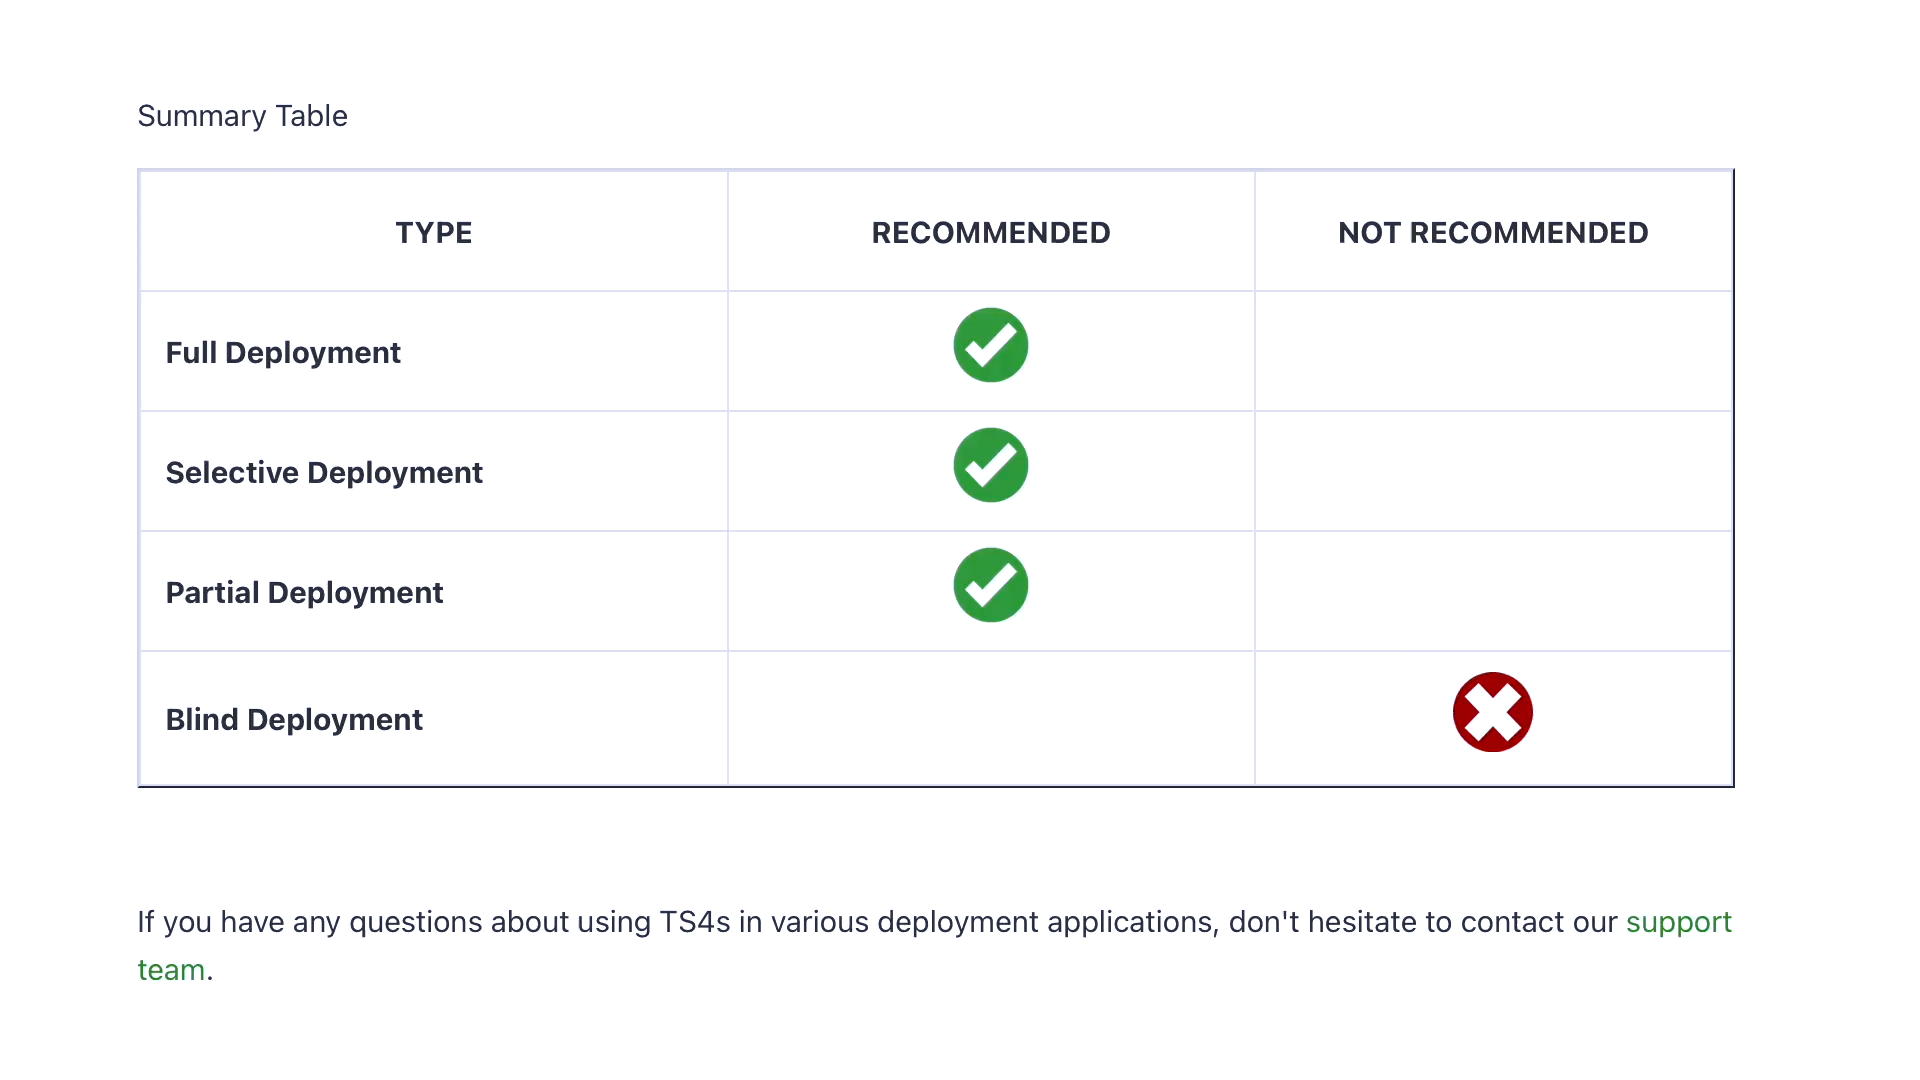 Summary Table
TYPE RECOMMENDED NOT RECOMMENDED
Full Deployment
Selective Deployment
Partial Deployment
Blind Deployment
If you have any questions about using TS4s in various deployment applications, don't hesitate to contact our support
team.